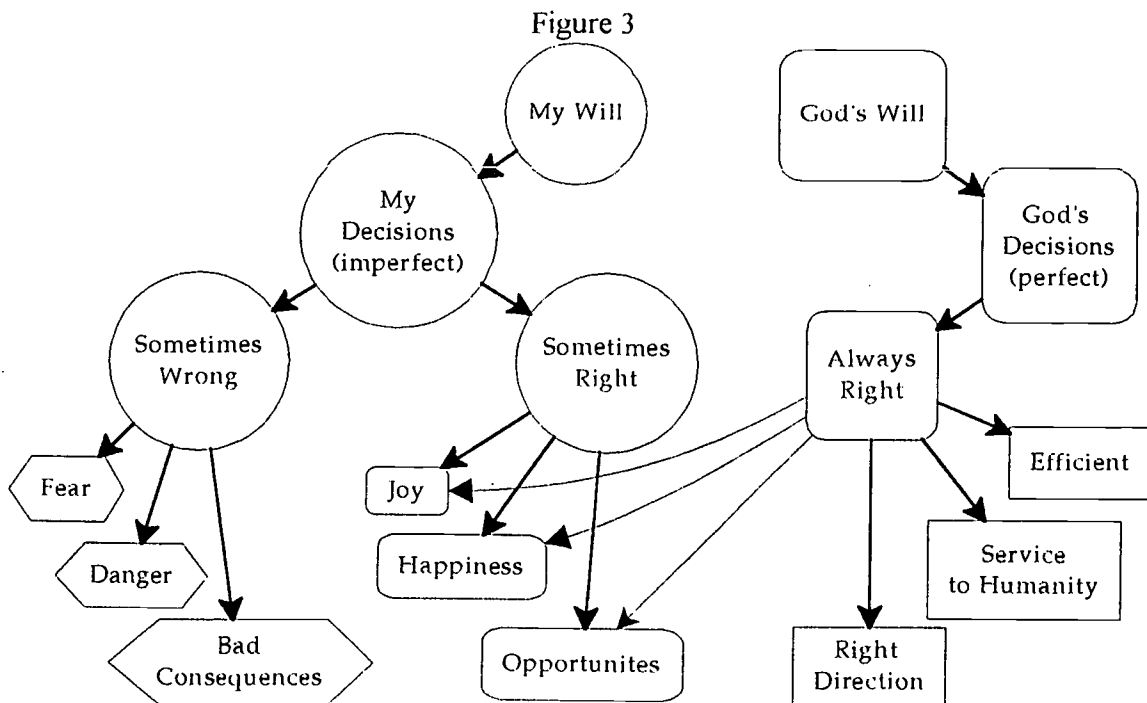 Figure 3
My Will
God's Will
My
Decisions
(imperfect)
God's
Decisions
(perfect)
Sometimes
Wrong
Sometimes
Right
Always
Right
Fear
Joy
Efficient
Danger
Happiness
Service
to Humanity
Bad
Consequences
Opportunites
Right
Direction